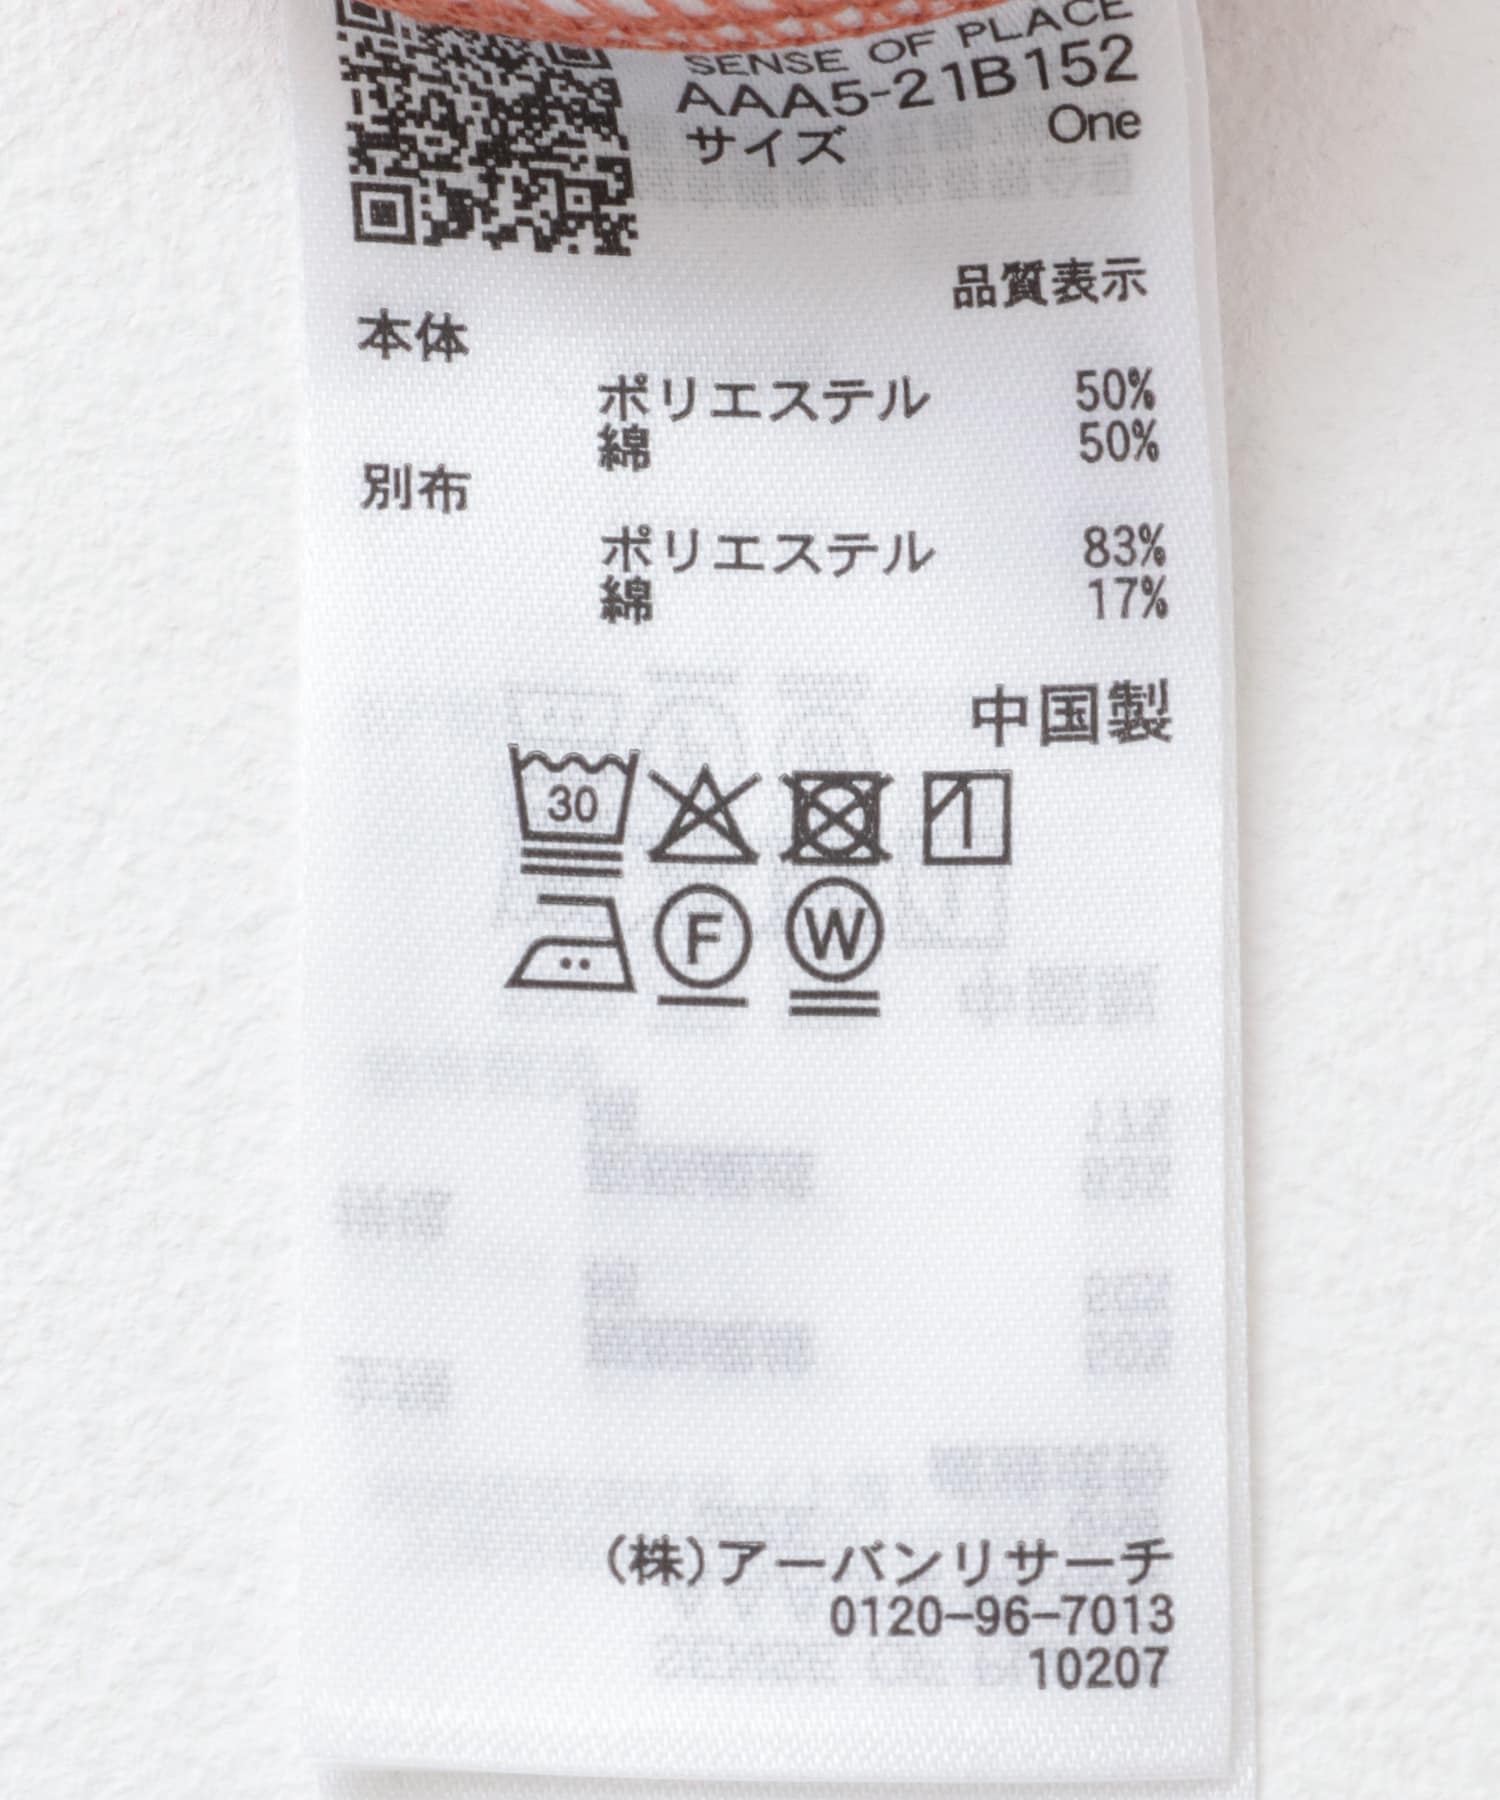 SENSE OF PLACE
AAA5-21B152
サイズ One
品質表示
本体
ポリエステル 50%
綿 50%
別布
ポリエステル 83%
綿 17%
中国製
30
F W
(株)アーバンリサーチ
0120-96-7013
10207